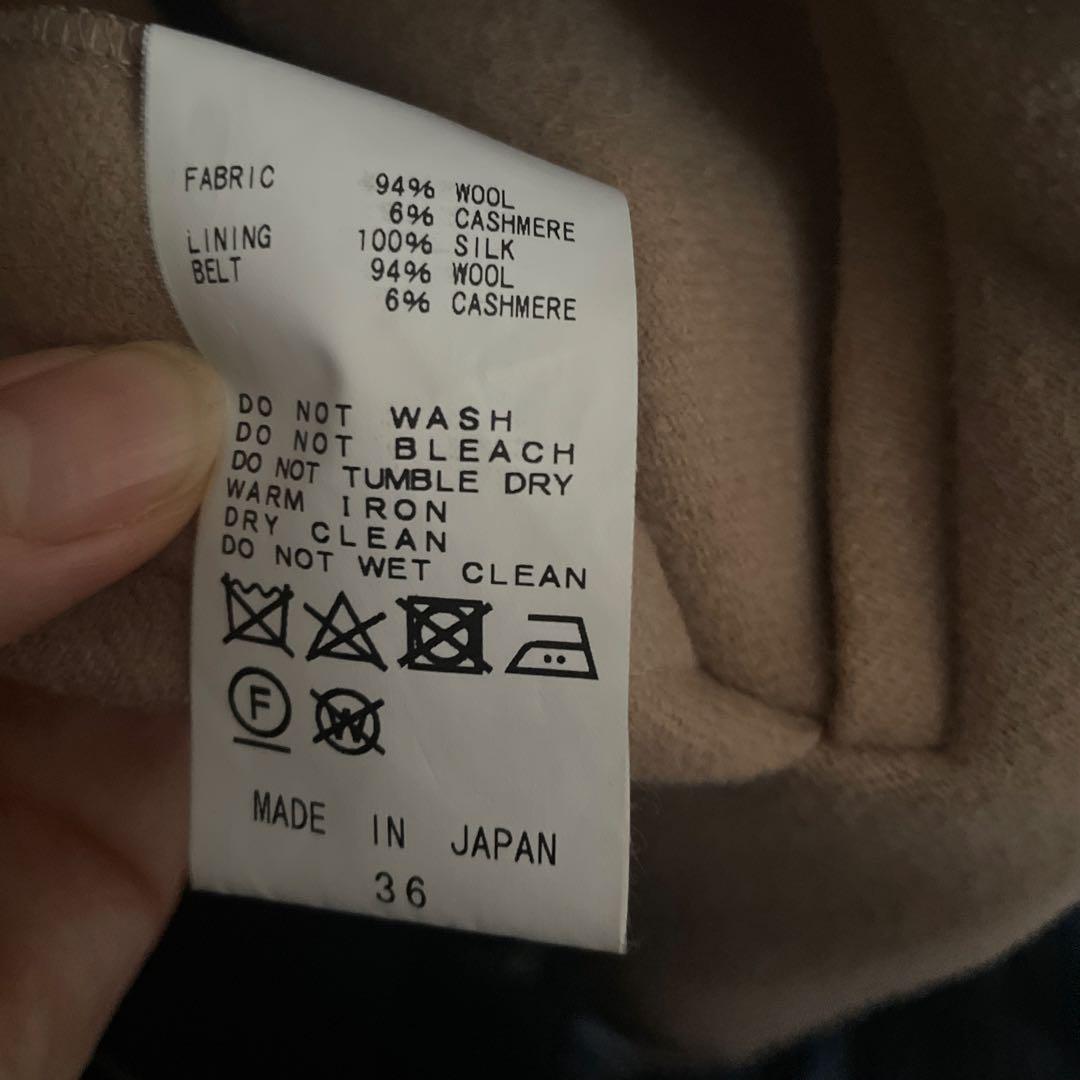 FABRIC 94% WOOL
6% CASHMERE
LINING 100% SILK
BELT 94% WOOL
6% CASHMERE
DO NOT WASH
DO NOT BLEACH
DO NOT TUMBLE DRY
WARM IRON
DRY CLEAN
DO NOT WET CLEAN
F W
MADE IN JAPAN
36